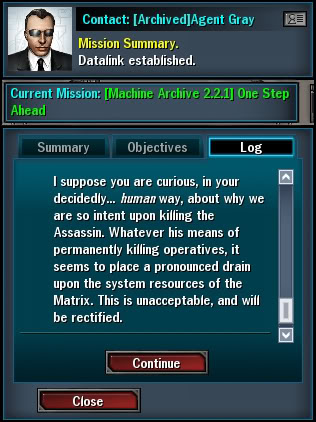 Contact: [Archived]Agent Gray
Mission Summary.
Datalink established.
Current Mission: [Machine Archive 2.2.1] One Step
Ahead
Summary
Objectives
Log
I suppose you are curious, in your
decidedly... human way, about why we
are so intent upon killing the
Assassin. Whatever his means of
permanently killing operatives, it
seems to place a pronounced drain
upon the system resources of the
Matrix. This is unacceptable, and will
be rectified.
Continue
Close